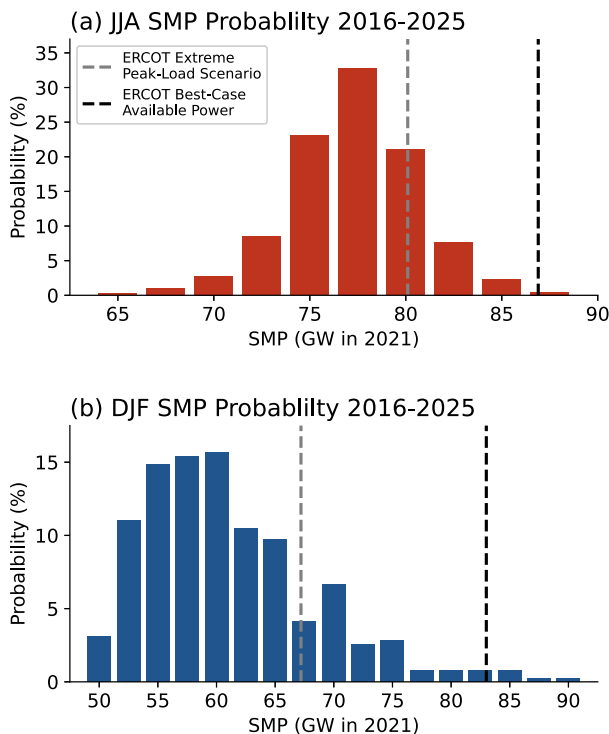 (a) JJA SMP Probablilty 2016-2025
ERCOT Extreme
Peak-Load Scenario
ERCOT Best-Case
Available Power
35
30
25
20
15
10
5
0
Probalbility (%)
65 70 75 80 85 90
SMP (GW in 2021)
(b) DJF SMP Probablilty 2016-2025
15
10
5
0
Probalbility (%)
50 55 60 65 70 75 80 85 90
SMP (GW in 2021)